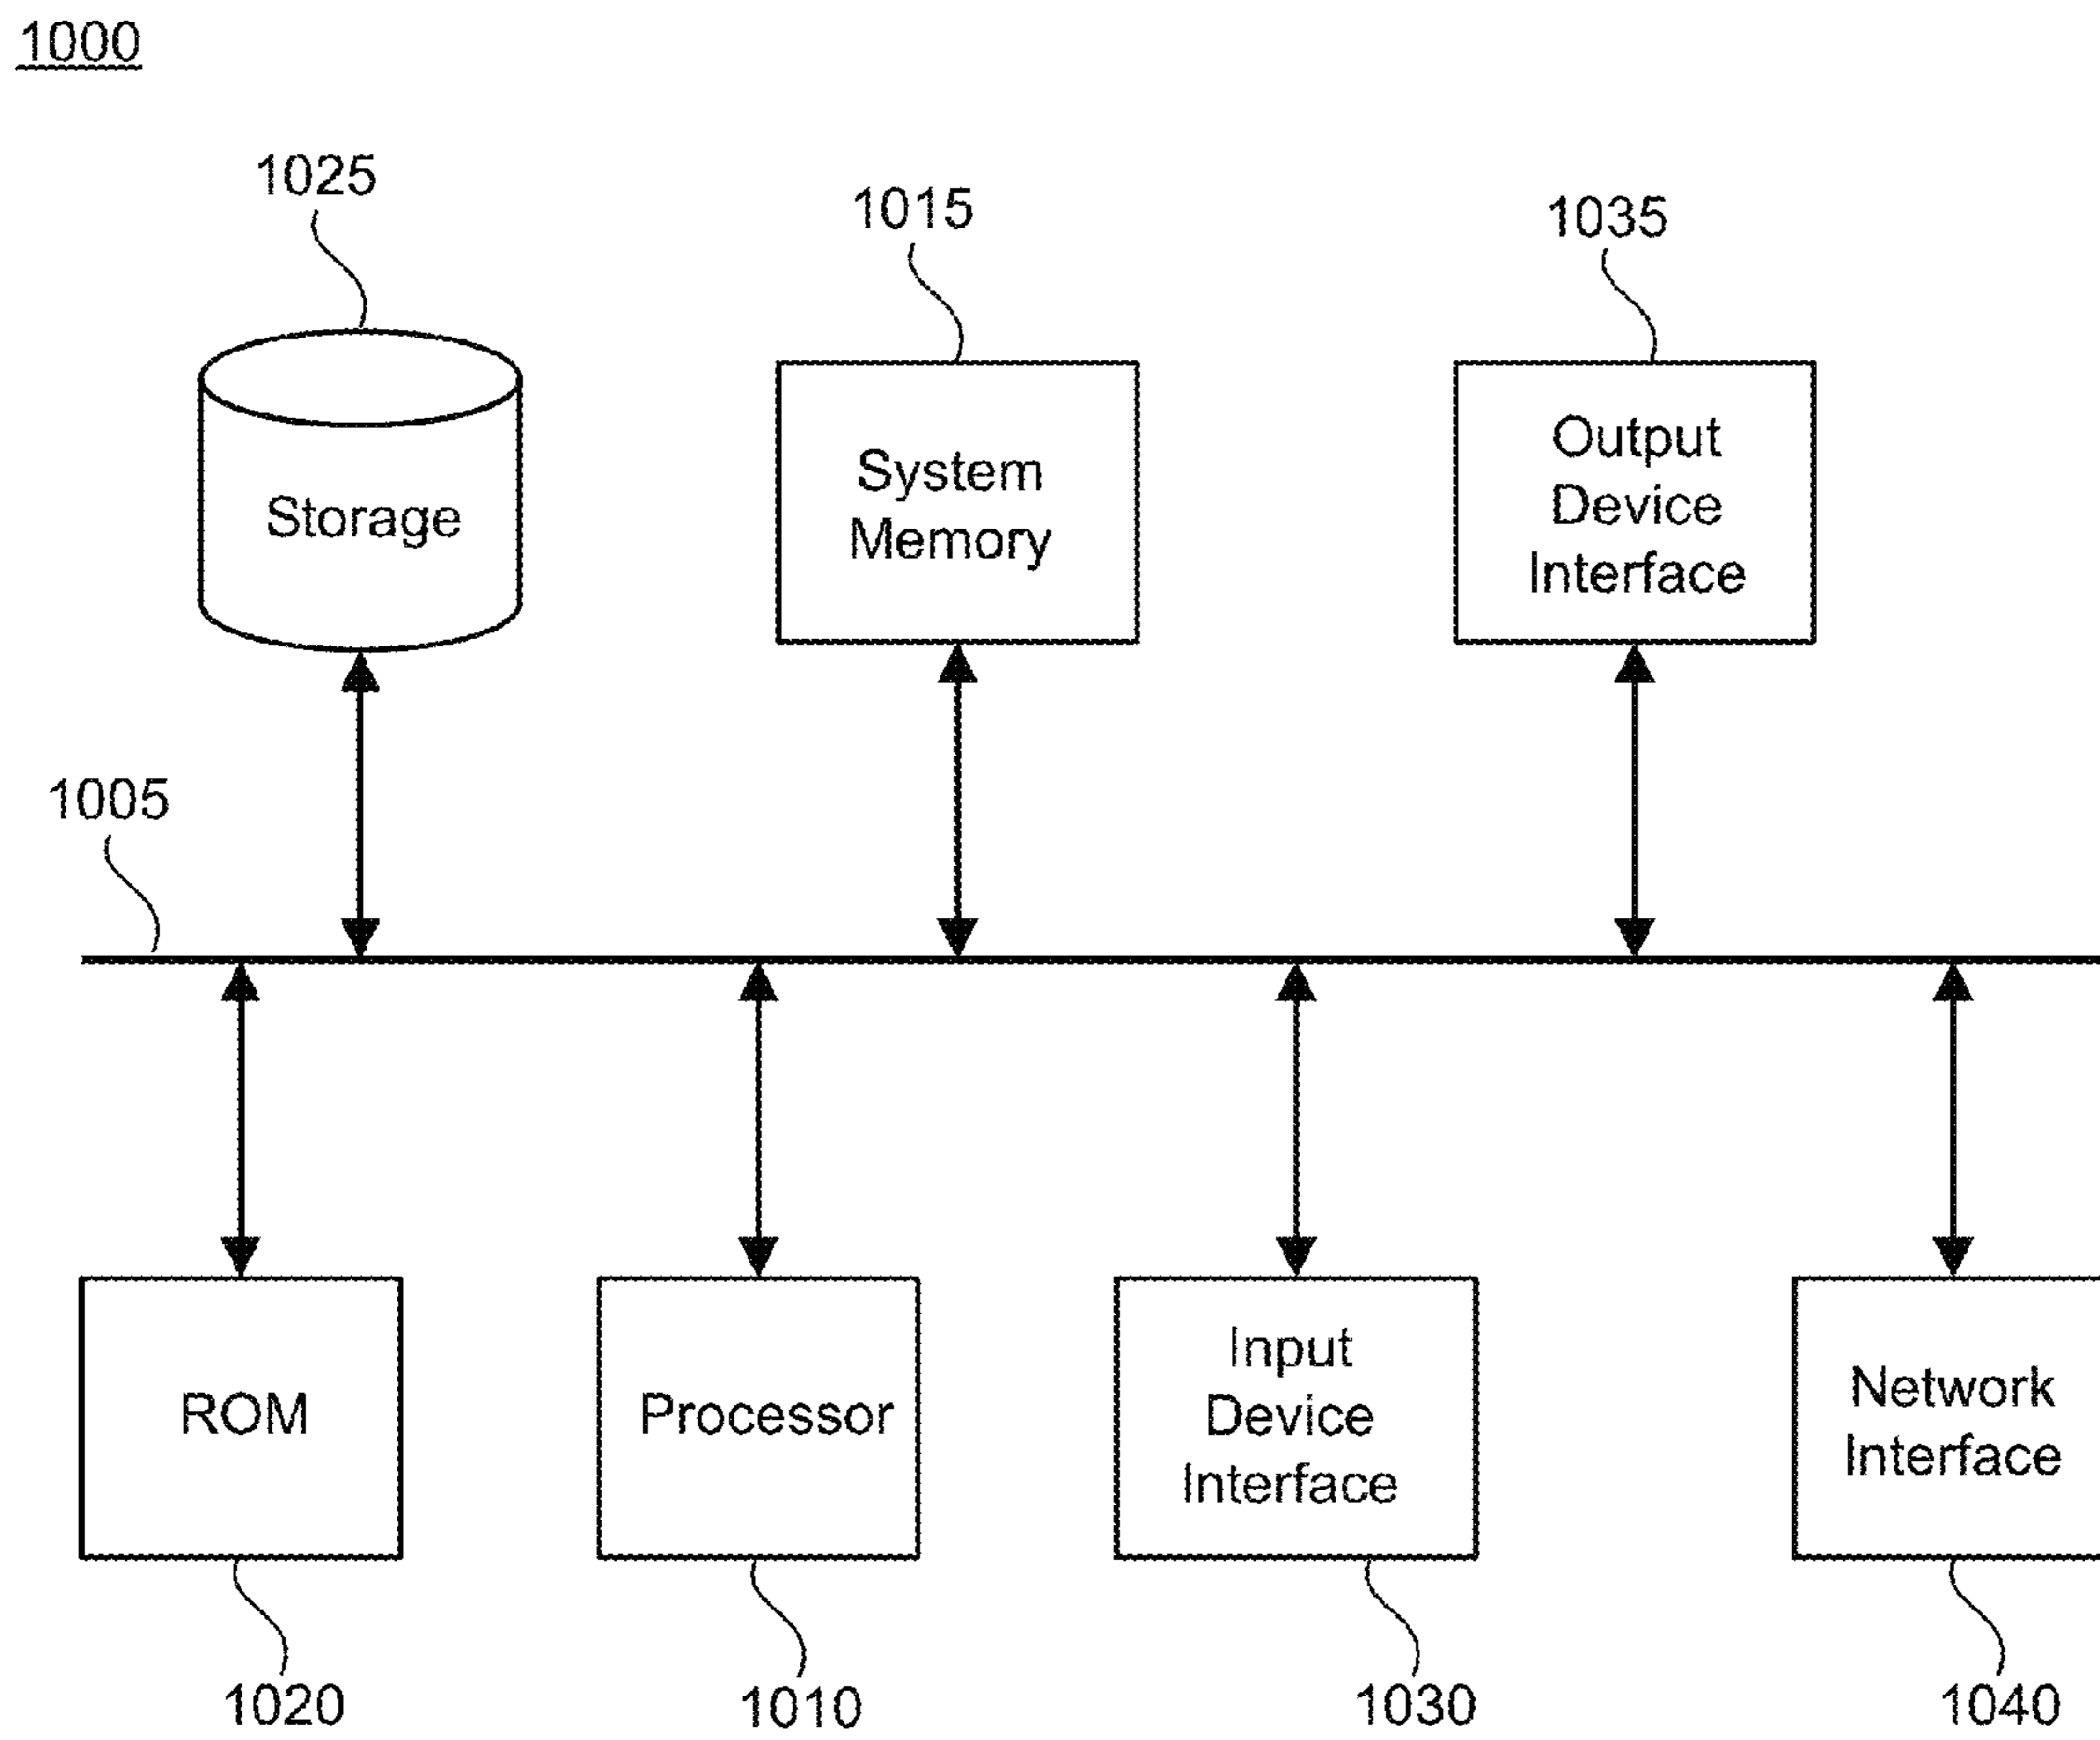 1000
1025
1015
1035
Storage
System
Memory
Output
Device
Interface
1005
ROM
Processor
Input
Device
Interface
Network
Interface
1020
1010
1030
1040